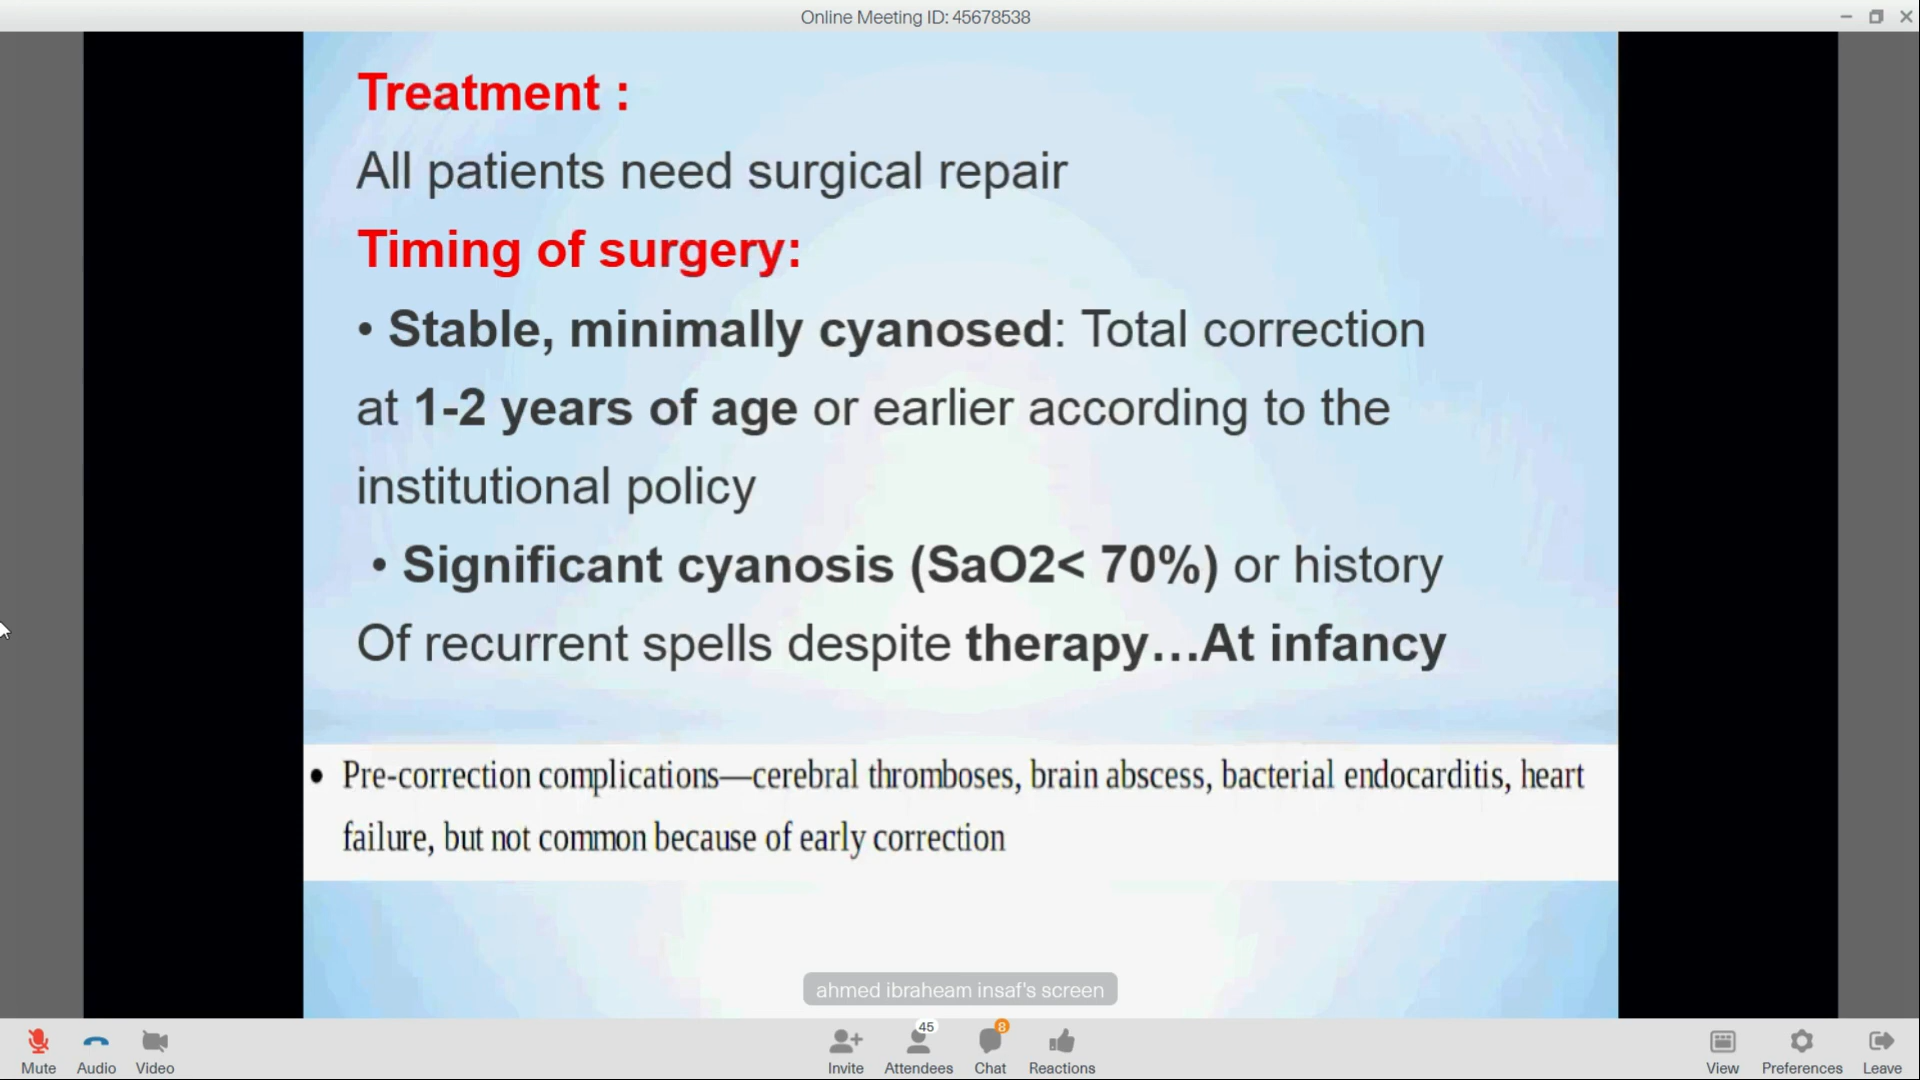 Online Meeting ID: 45678538
Treatment :
All patients need surgical repair
Timing of surgery:
• Stable, minimally cyanosed: Total correction
at 1-2 years of age or earlier according to the
institutional policy
• Significant cyanosis (SaO2< 70%) or history
Of recurrent spells despite therapy...At infancy
• Pre-correction complications—cerebral thromboses, brain abscess, bacterial endocarditis, heart
failure, but not common because of early correction
ahmed ibraheam insaf's screen
45 8
Mute Audio Video Invite Attendees Chat Reactions View Preferences Leave